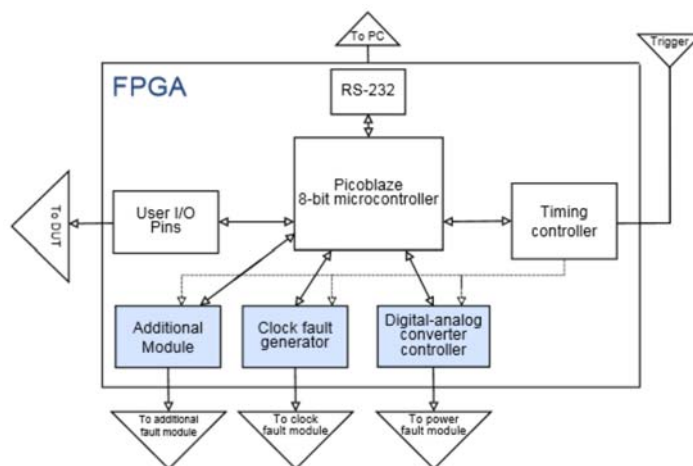 To PC
Trigger
FPGA
RS-232
Picoblaze
8-bit microcontroller
To DUT
User I/O
Pins
Timing
controller
Additional
Module
Clock fault
generator
Digital-analog
converter
controller
To additional
fault module
To clock
fault module
To power
fault module